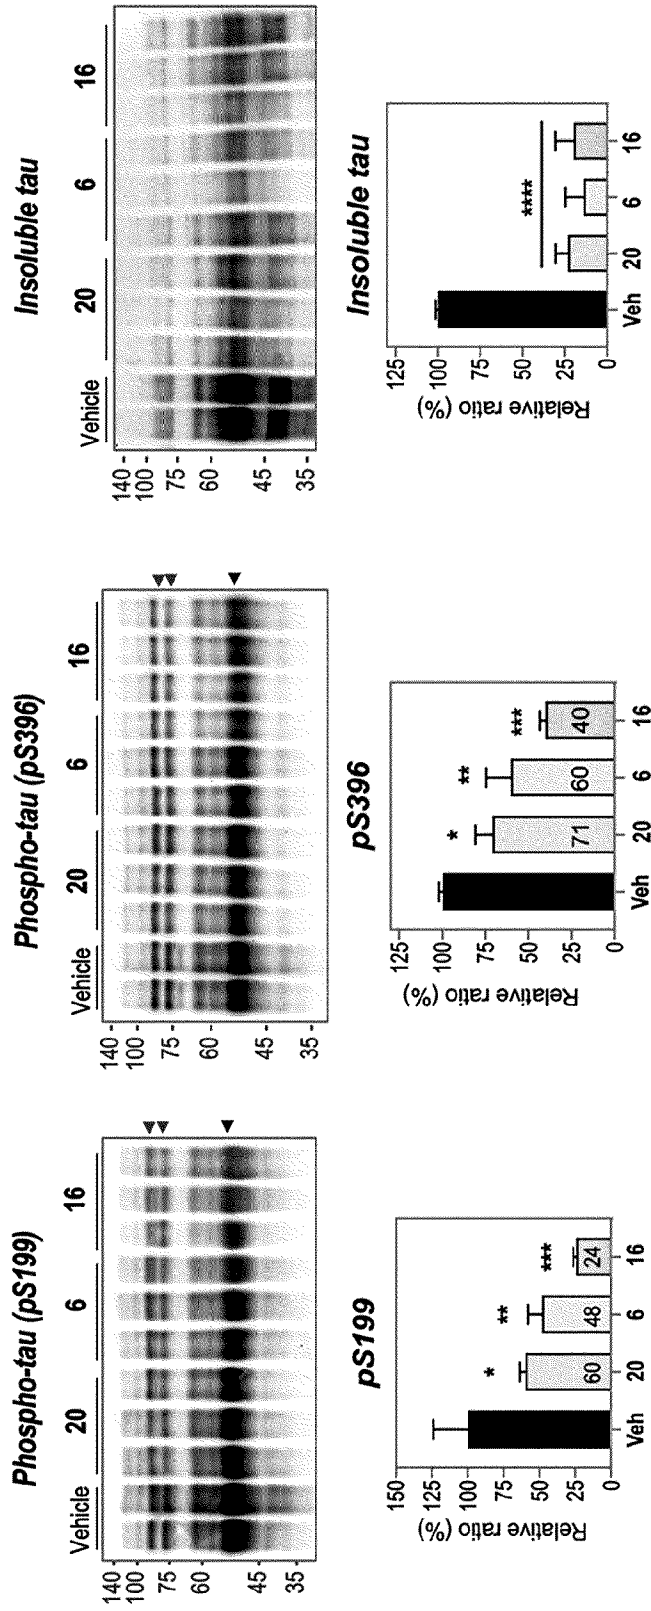 Phospho-tau (pS199)
Vehicle 20 6 16
140
100
75
60
45
35
pS199
Relative ratio (%)
150
125
100
75
50
25
0
* ** ***
60 48 24
Veh 20 6 16
Phospho-tau (pS396)
Vehicle 20 6 16
140
100
75
60
45
35
pS396
Relative ratio (%)
125
100
75
50
25
0
* ** ***
71 60 40
Veh 20 6 16
Insoluble tau
Vehicle 20 6 16
140
100
75
60
45
35
Insoluble tau
Relative ratio (%)
125
100
75
50
25
0
****
Veh 20 6 16